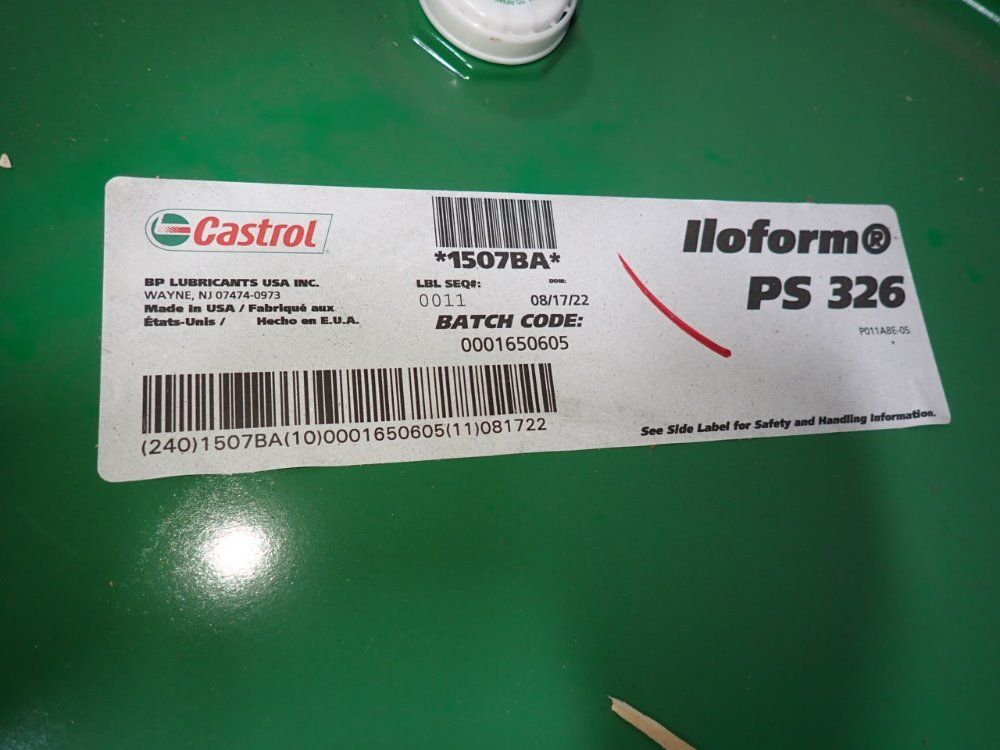 Castrol
BP LUBRICANTS USA INC.
WAYNE, NJ 07474-0973
Made in USA / Fabriqué aux
États-Unis / Hecho en E.U.A.
*1507BA*
LBL SEQ#: DOM:
0011 08/17/22
BATCH CODE:
0001650605
Iloform®
PS 326
P011ABE-05
(240)1507BA(10)0001650605(11)081722
See Side Label for Safety and Handling Information.